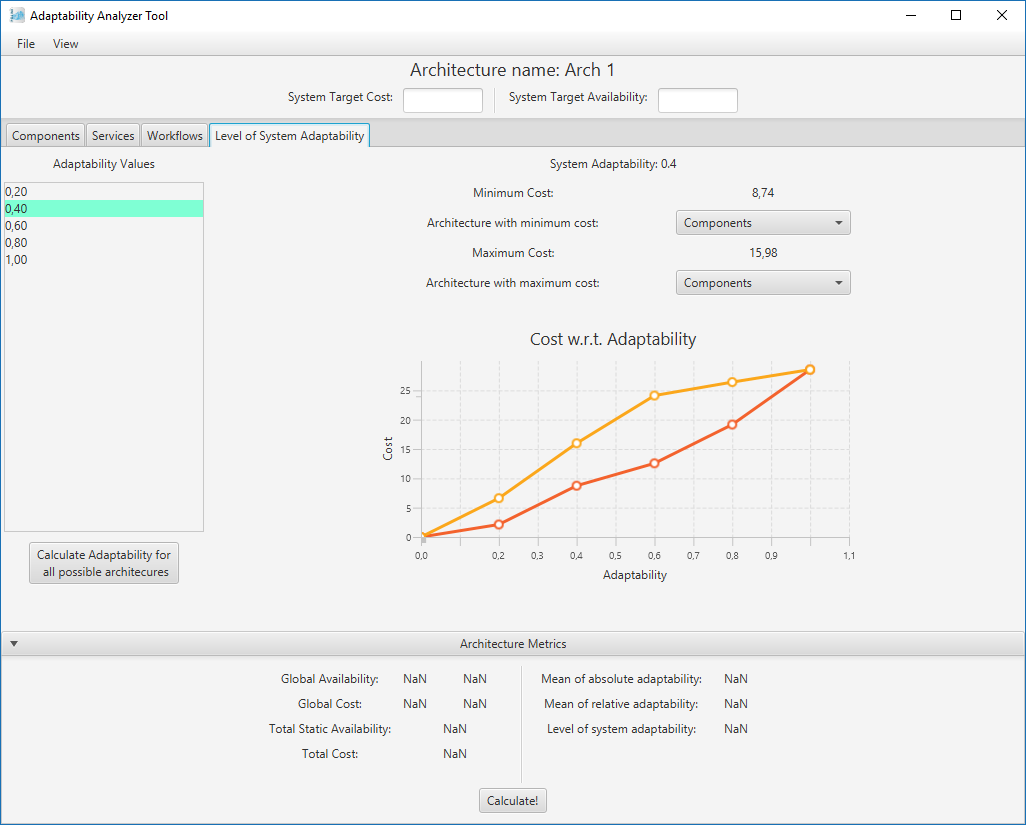 Adaptability Analyzer Tool
File View
Architecture name: Arch 1
System Target Cost: System Target Availability:
Components Services Workflows Level of System Adaptability
Adaptability Values
0,20
0,40
0,60
0,80
1,00
Calculate Adaptability for
all possible architecures
System Adaptability: 0.4
Minimum Cost: 8,74
Architecture with minimum cost: Components
Maximum Cost: 15,98
Architecture with maximum cost: Components
Cost w.r.t. Adaptability
25
20
15
10
5
0
Cost
0,0 0,2 0,3 0,4 0,5 0,6 0,7 0,8 0,9 1,1
Adaptability
Architecture Metrics
Global Availability: NaN NaN
Global Cost: NaN NaN
Total Static Availability: NaN
Total Cost: NaN
Mean of absolute adaptability: NaN
Mean of relative adaptability: NaN
Level of system adaptability: NaN
Calculate!